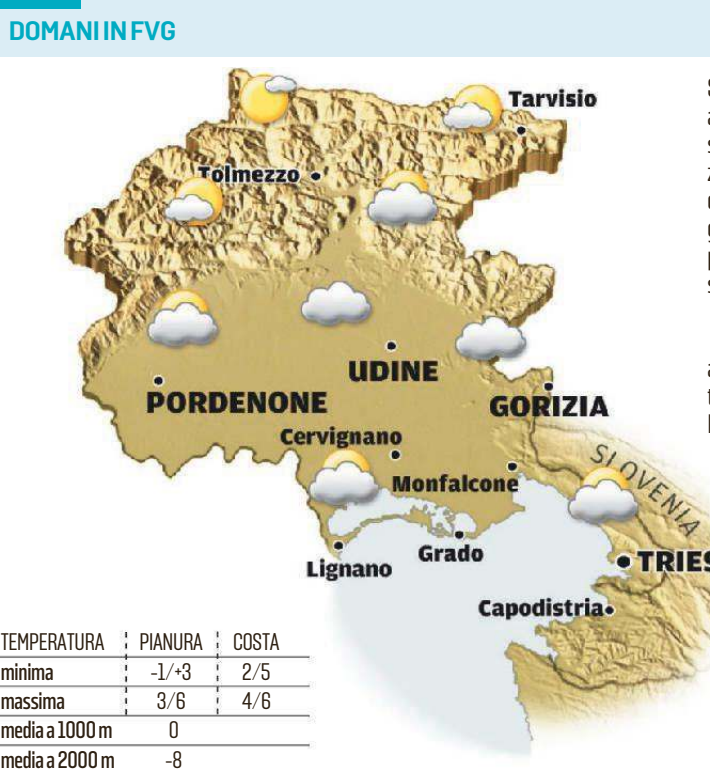 DOMANI IN FVG
Tarvisio
Tolmezzo
UDINE
PORDENONE
GORIZIA
Cervignano
SLOVENIA
Monfalcone
Grado
Lignano
Capodistria
TEMPERATURA PIANURA COSTA
minima -1/+3 2/5
massima 3/6 4/6
media a 1000 m 0
media a 2000 m -8